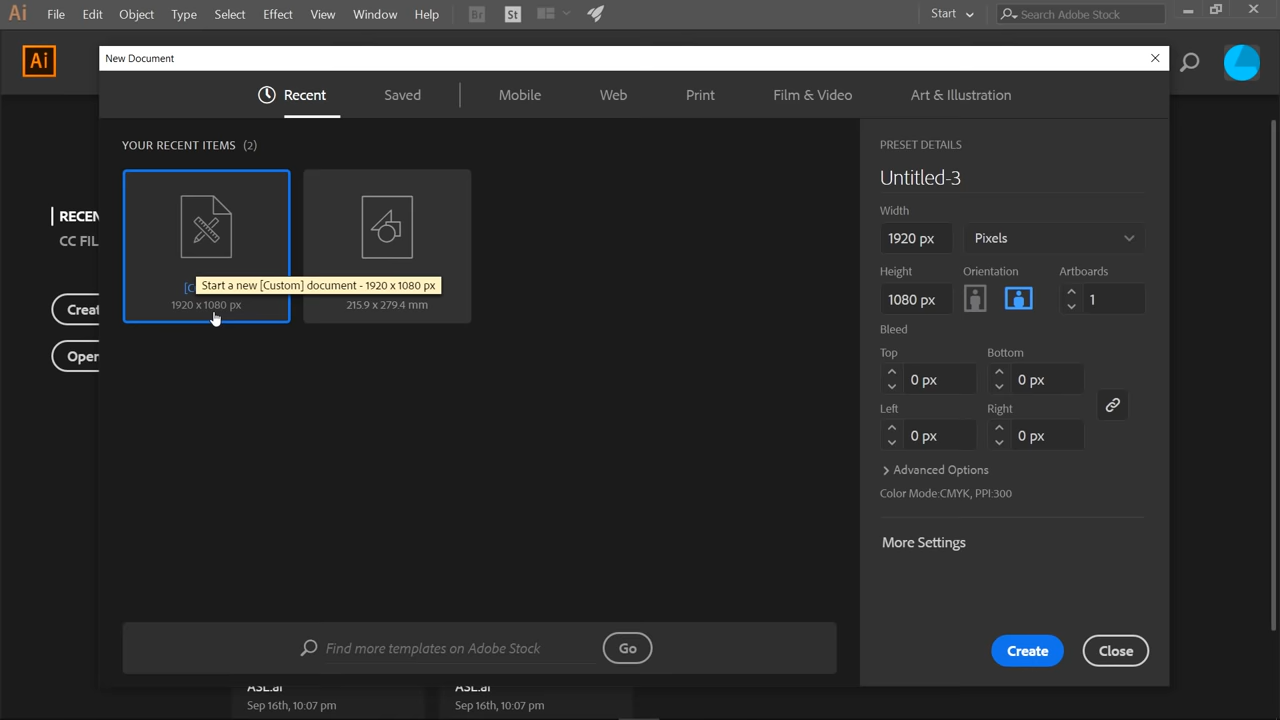 Ai File Edit Object Type Select Effect View Window Help Br St Start Search Adobe Stock
Ai
New Document
Recent Saved Mobile Web Print Film & Video Art & Illustration
YOUR RECENT ITEMS (2)
1920 x 1080 px
215.9 x 279.4 mm
Start a new [Custom] document - 1920 x 1080 px
PRESET DETAILS
Untitled-3
Width
1920 px Pixels
Height Orientation Artboards
1080 px 1
Bleed
Top Bottom
0 px 0 px
Left Right
0 px 0 px
Advanced Options
Color Mode:CMYK, PPI:300
More Settings
Find more templates on Adobe Stock Go
Create Close
RECEN
CC FIL
Creat
Open
ASL.ai ASL.ai
Sep 16th, 10:07 pm Sep 16th, 10:07 pm